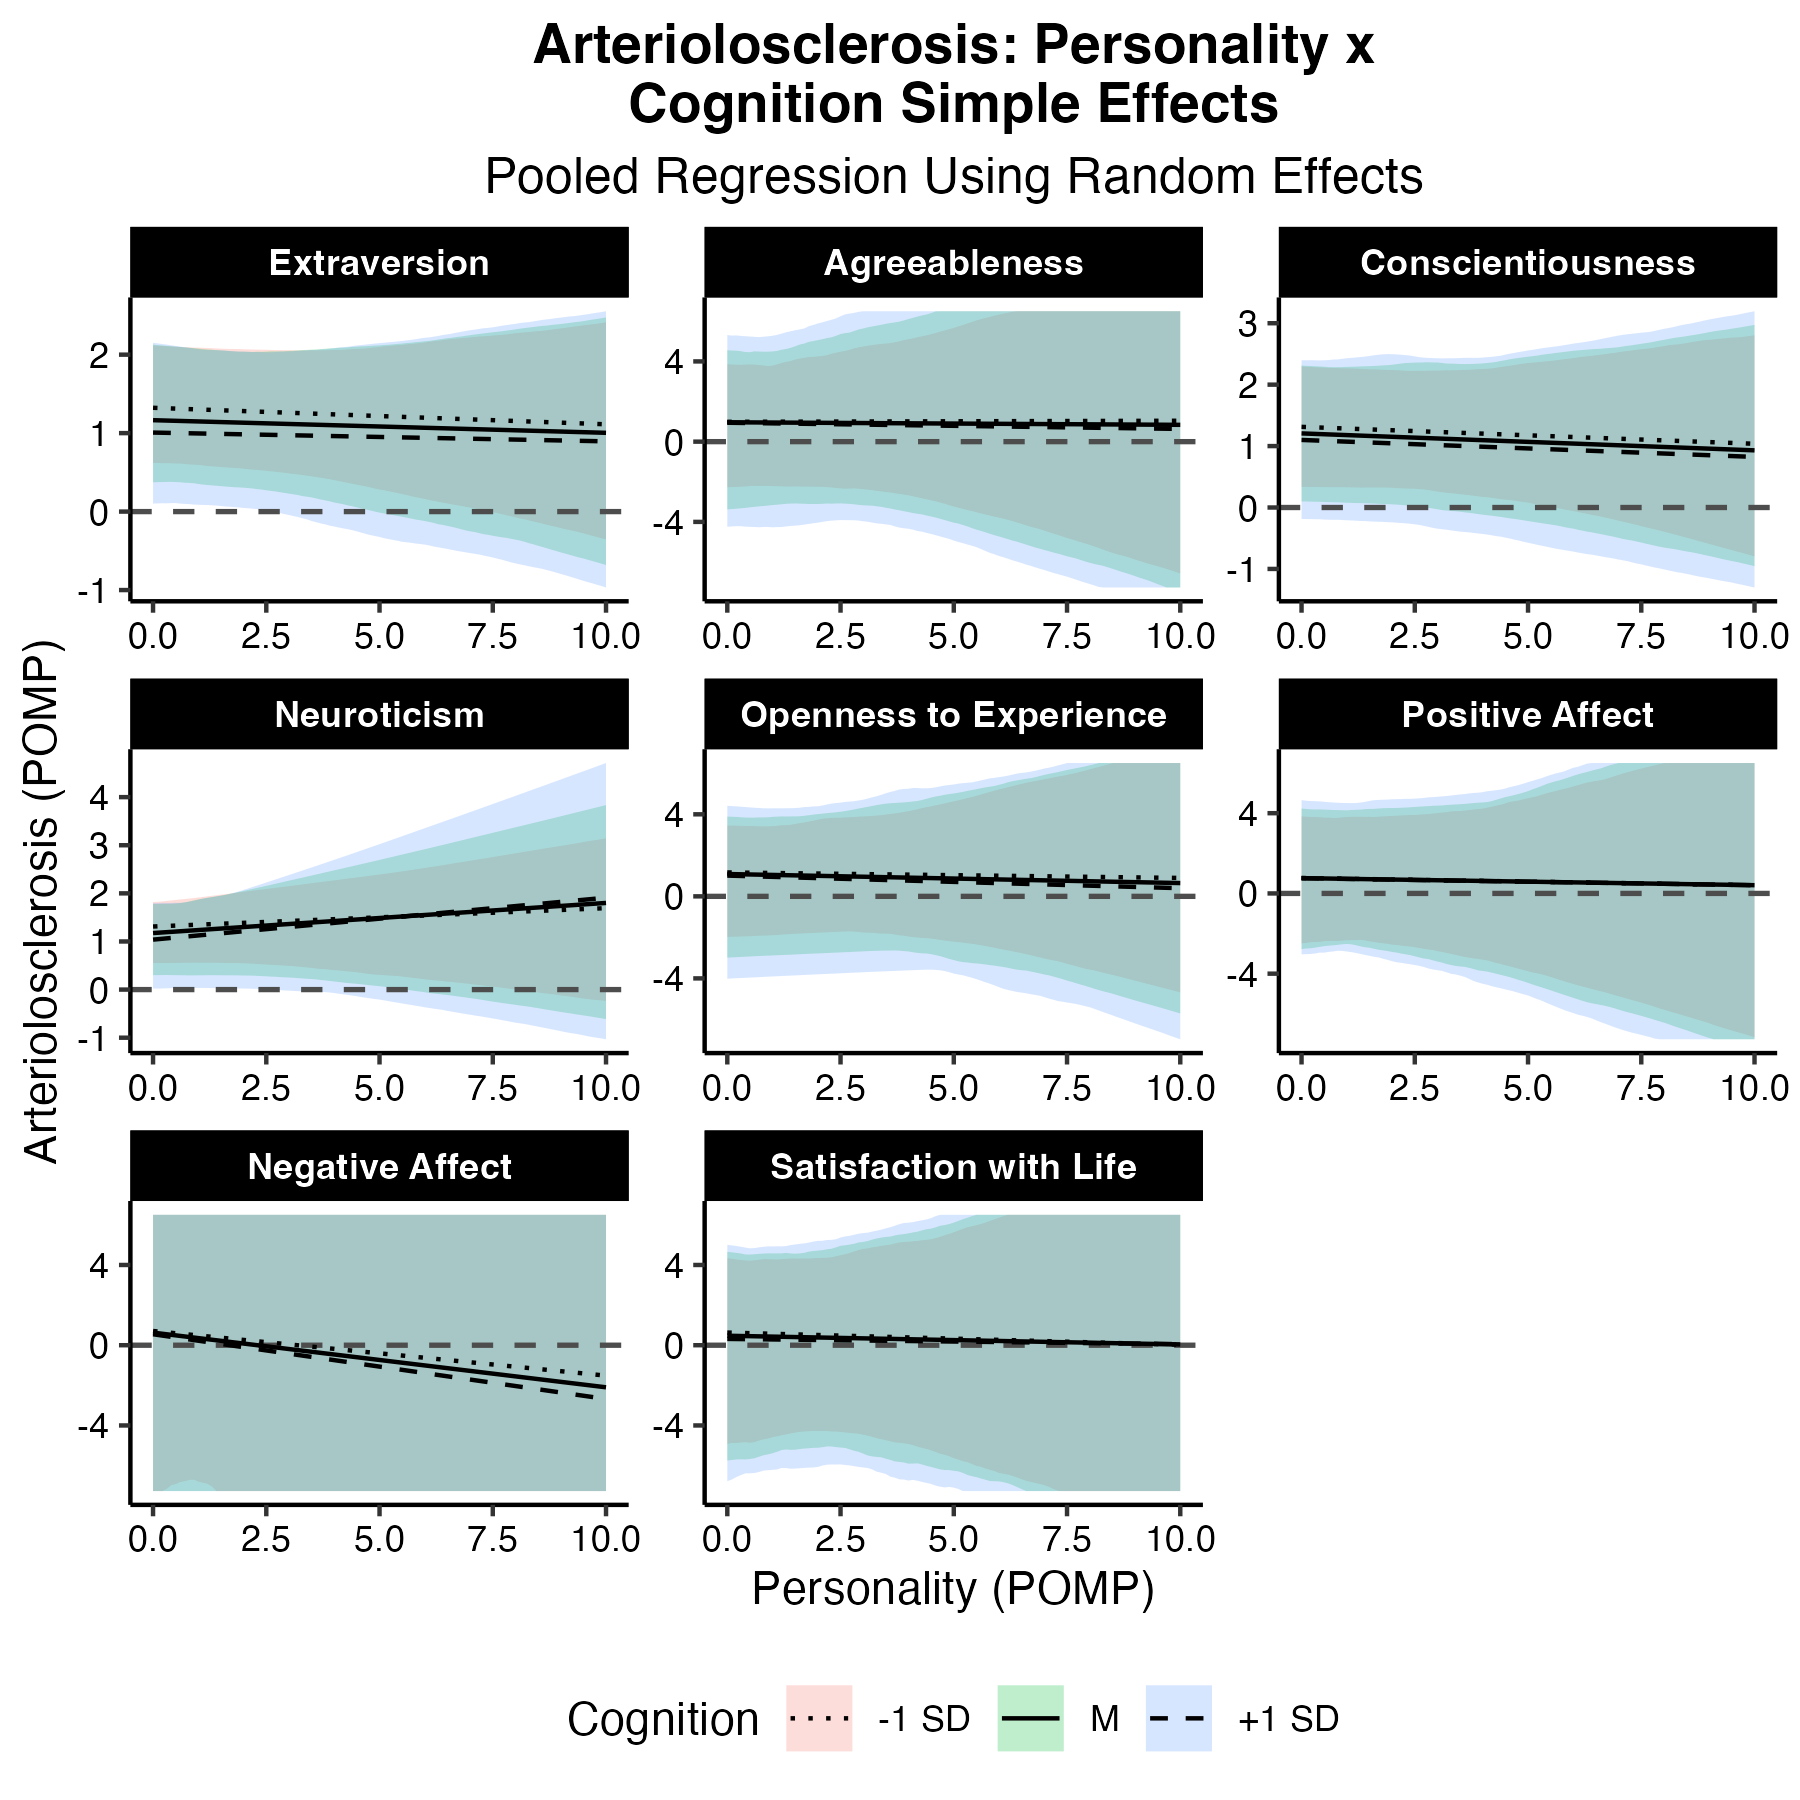 Arteriolosclerosis: Personality x
Cognition Simple Effects
Pooled Regression Using Random Effects
Arteriolosclerosis (POMP)
Extraversion
2
1
0
-1
0.0 2.5 5.0 7.5 10.0
Agreeableness
4
0
-4
0.0 2.5 5.0 7.5 10.0
Conscientiousness
3
2
1
0
-1
0.0 2.5 5.0 7.5 10.0
Neuroticism
4
3
2
1
0
-1
0.0 2.5 5.0 7.5 10.0
Openness to Experience
4
0
-4
0.0 2.5 5.0 7.5 10.0
Positive Affect
4
0
-4
0.0 2.5 5.0 7.5 10.0
Negative Affect
4
0
-4
0.0 2.5 5.0 7.5 10.0
Satisfaction with Life
4
0
-4
0.0 2.5 5.0 7.5 10.0
Personality (POMP)
Cognition -1 SD M +1 SD